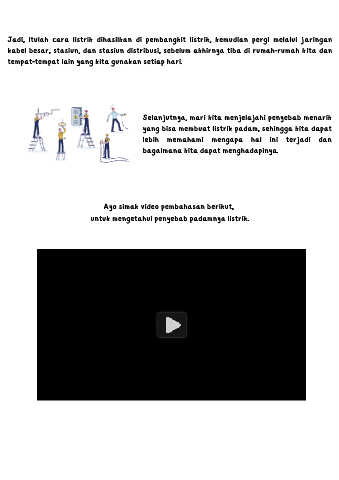 Jadi, itulah cara listrik dihasilkan di pembangkit listrik, kemudian pergi melalui jaringan
kabel besar, stasiun, dan stasiun distribusi, sebelum akhirnya tiba di rumah-rumah kita dan
tempat-tempat lain yang kita gunakan setiap hari.
Selanjutnya, mari kita menjelajahi penyebab menarik
yang bisa membuat listrik padam, sehingga kita dapat
lebih memahami mengapa hal ini terjadi dan
bagaimana kita dapat menghadapinya.
Ayo simak video pembahasan berikut,
untuk mengetahui penyebab padamnya listrik.